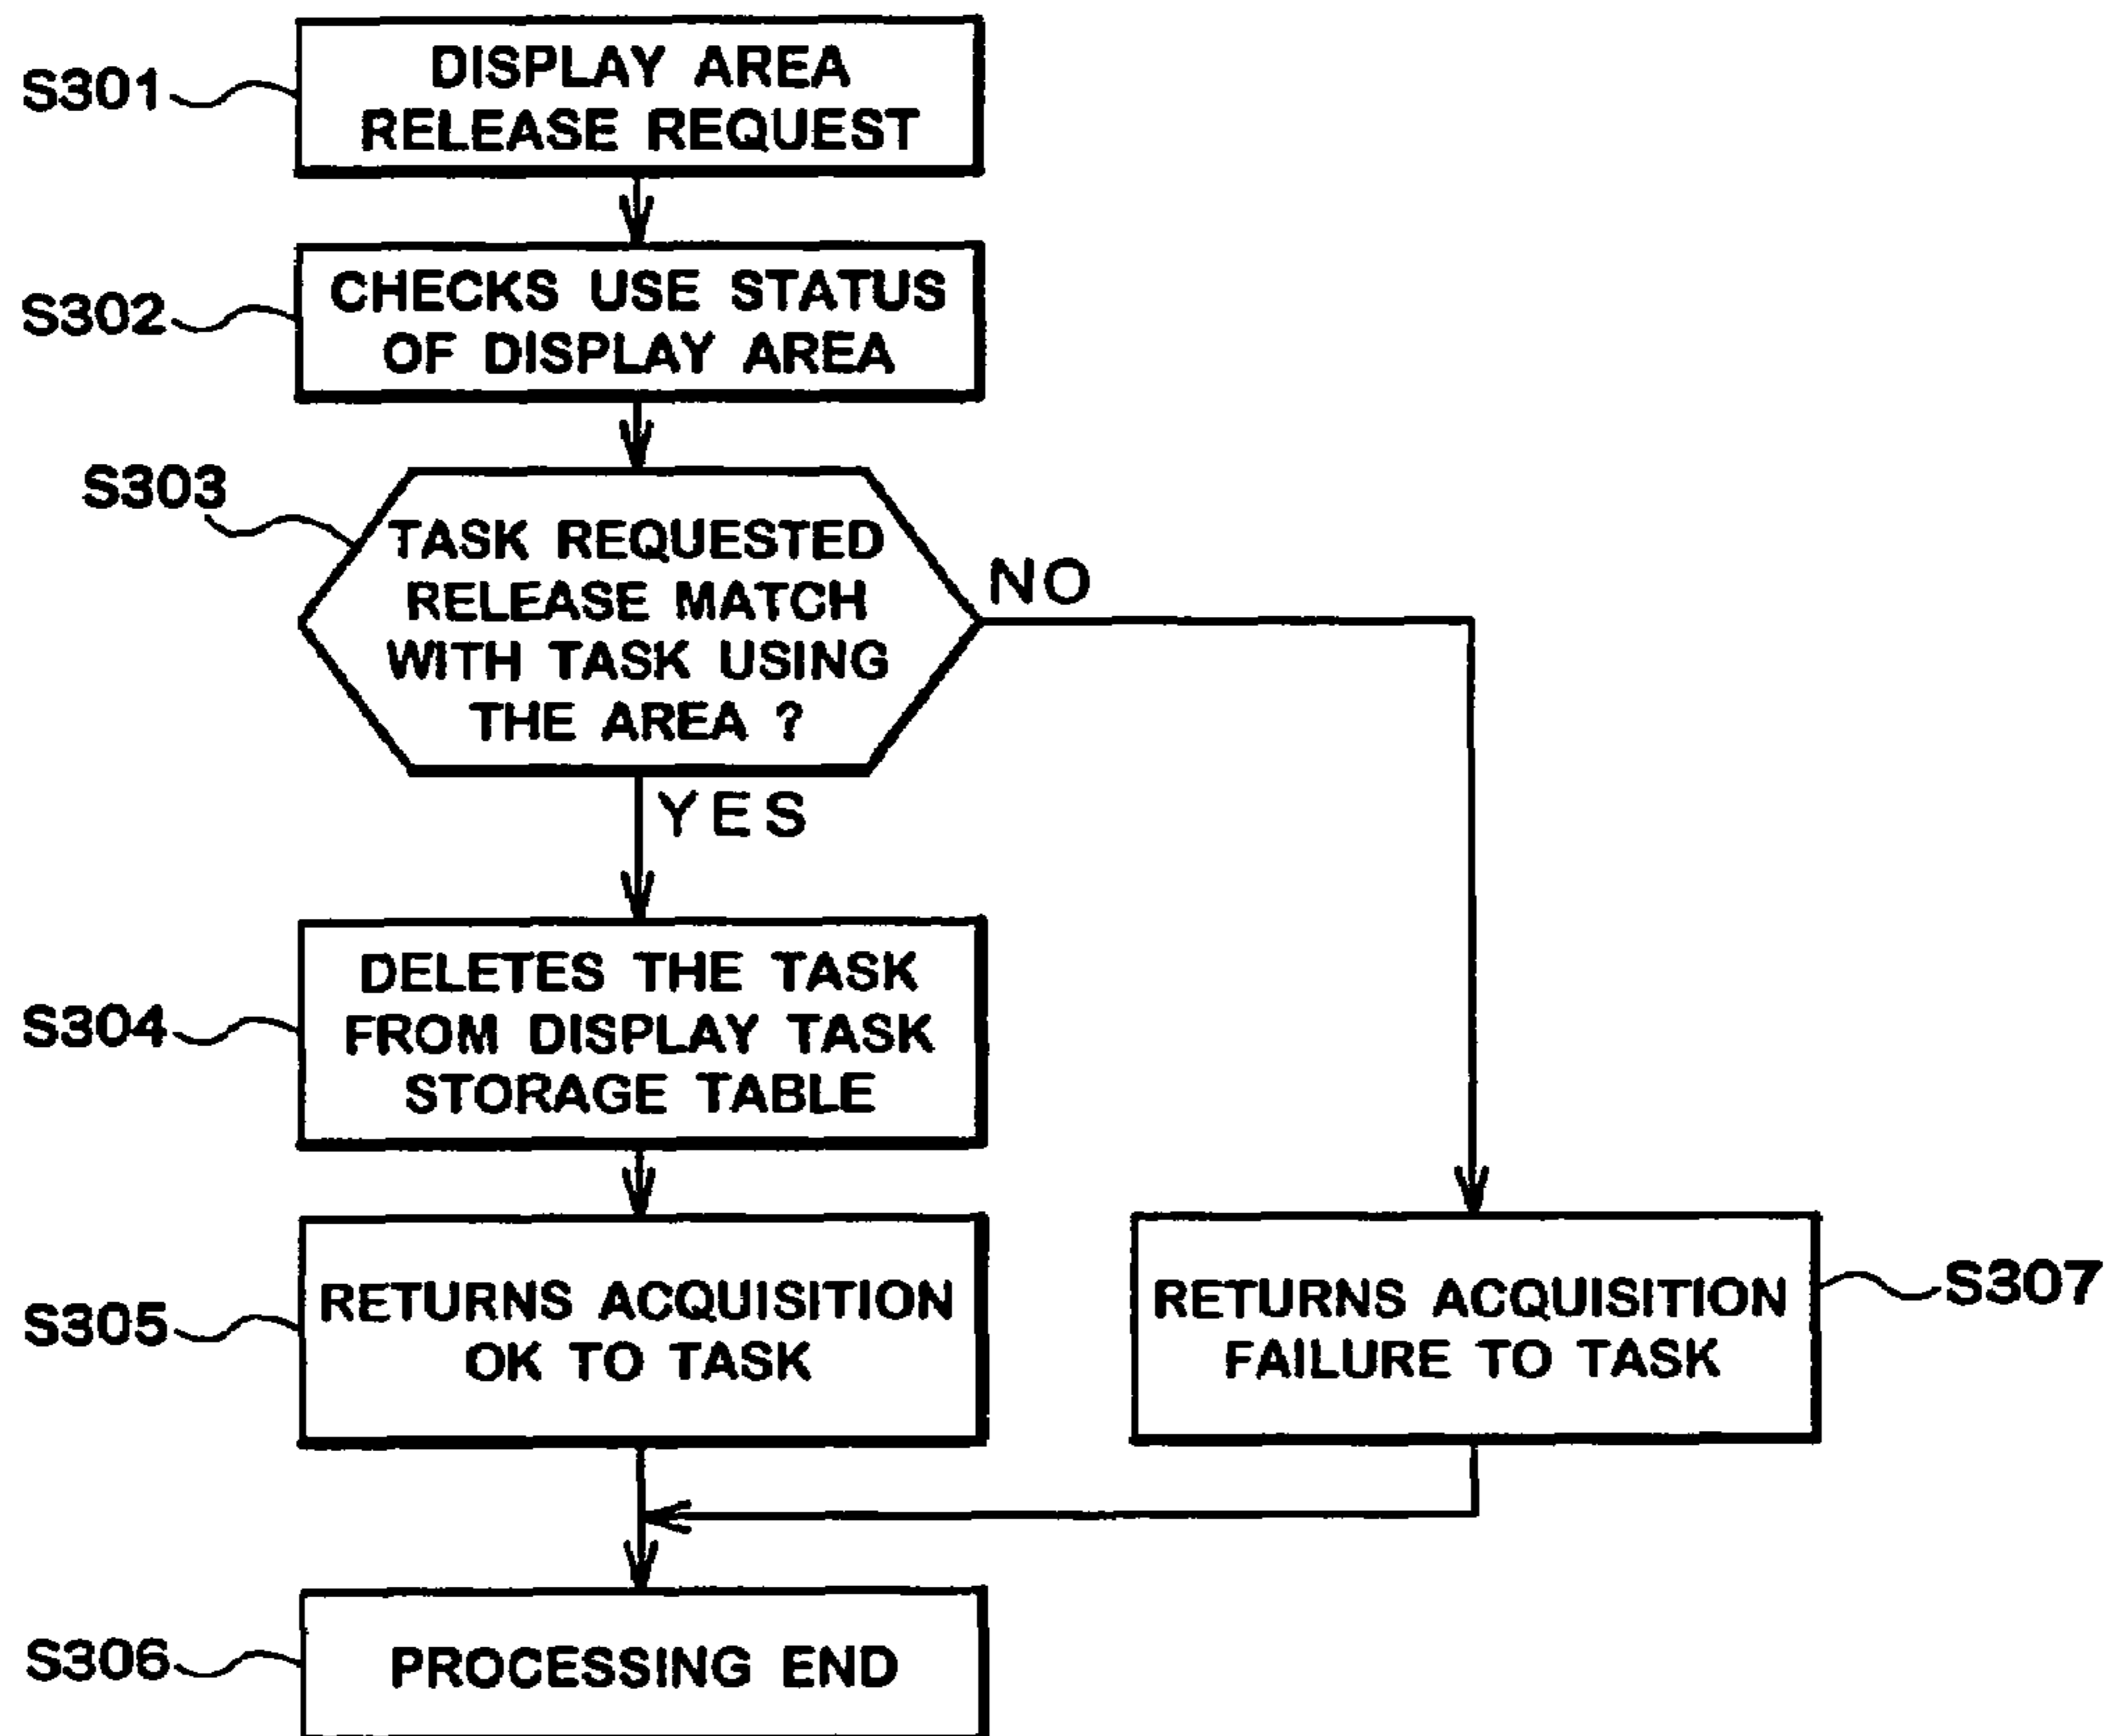 S301
DISPLAY AREA
RELEASE REQUEST
S302
CHECKS USE STATUS
OF DISPLAY AREA
S303
TASK REQUESTED
RELEASE MATCH
WITH TASK USING
THE AREA ?
NO
YES
S304
DELETES THE TASK
FROM DISPLAY TASK
STORAGE TABLE
S305
RETURNS ACQUISITION
OK TO TASK
RETURNS ACQUISITION
FAILURE TO TASK
S307
S306
PROCESSING END